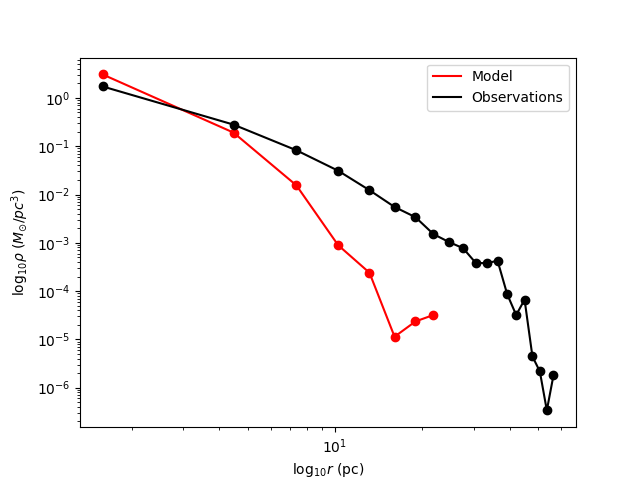 Model
Observations
10⁰
10⁻¹
10⁻²
10⁻³
10⁻⁴
10⁻⁵
10⁻⁶
log₁₀ρ (M⊙/pc³)
10¹
log₁₀r (pc)